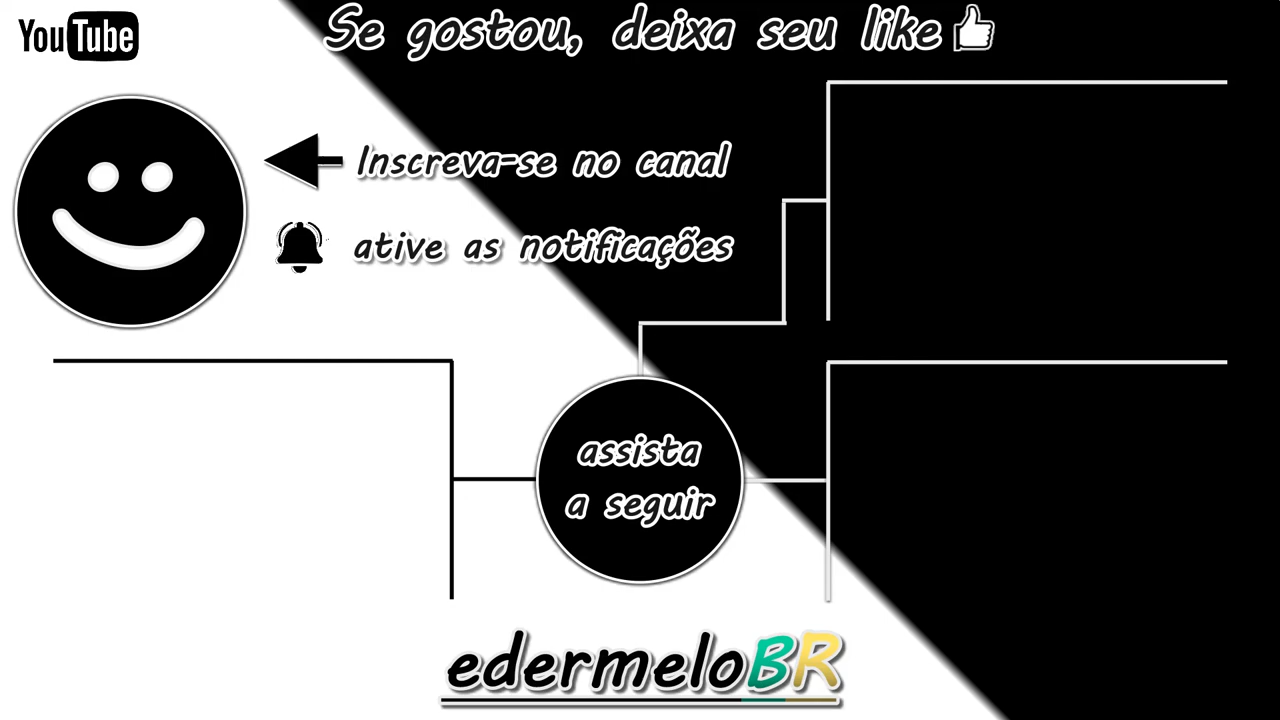 YouTube
Se gostou, deixa seu like
Inscreva-se no canal
ative as notificações
assista
a seguir
edermeloBR